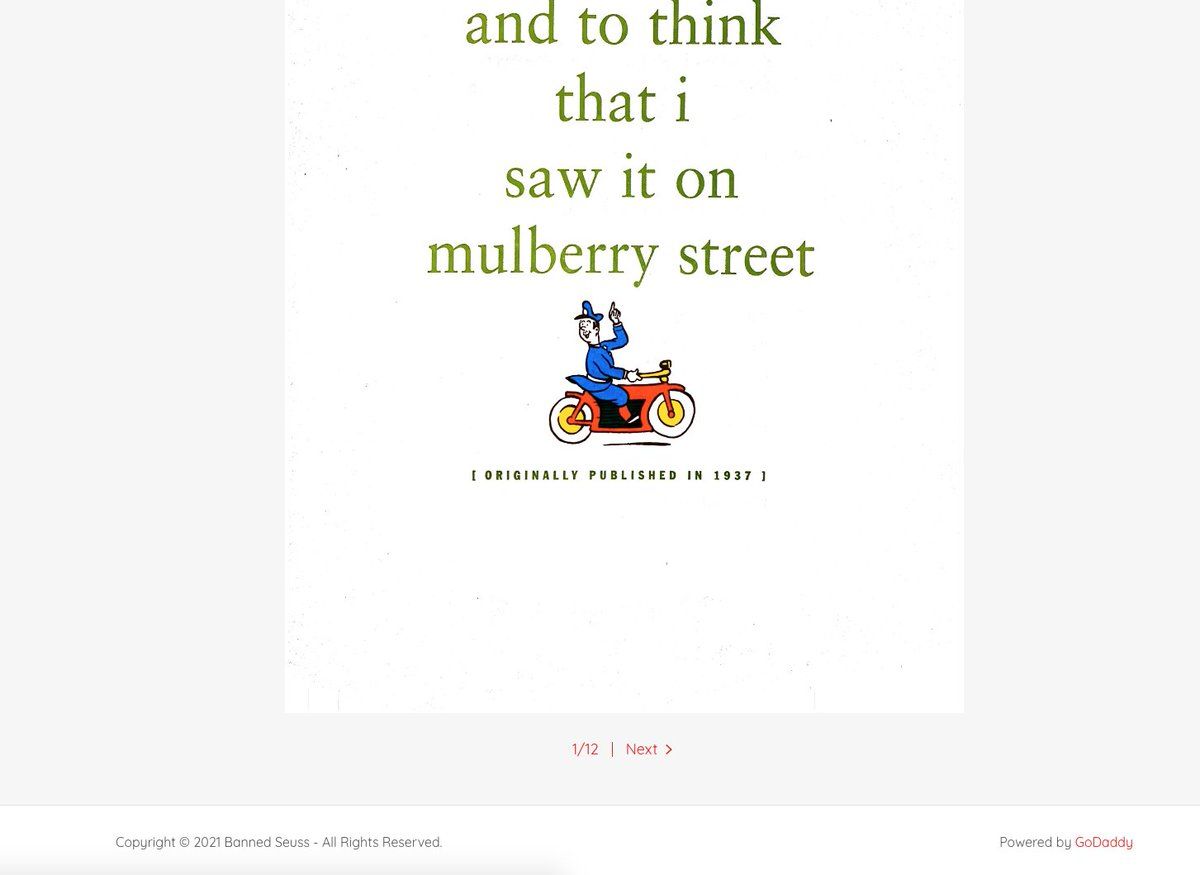 and to think
that i
saw it on
mulberry street
[ ORIGINALLY PUBLISHED IN 1937 ]
1/12 | Next >
Copyright © 2021 Banned Seuss - All Rights Reserved.
Powered by GoDaddy